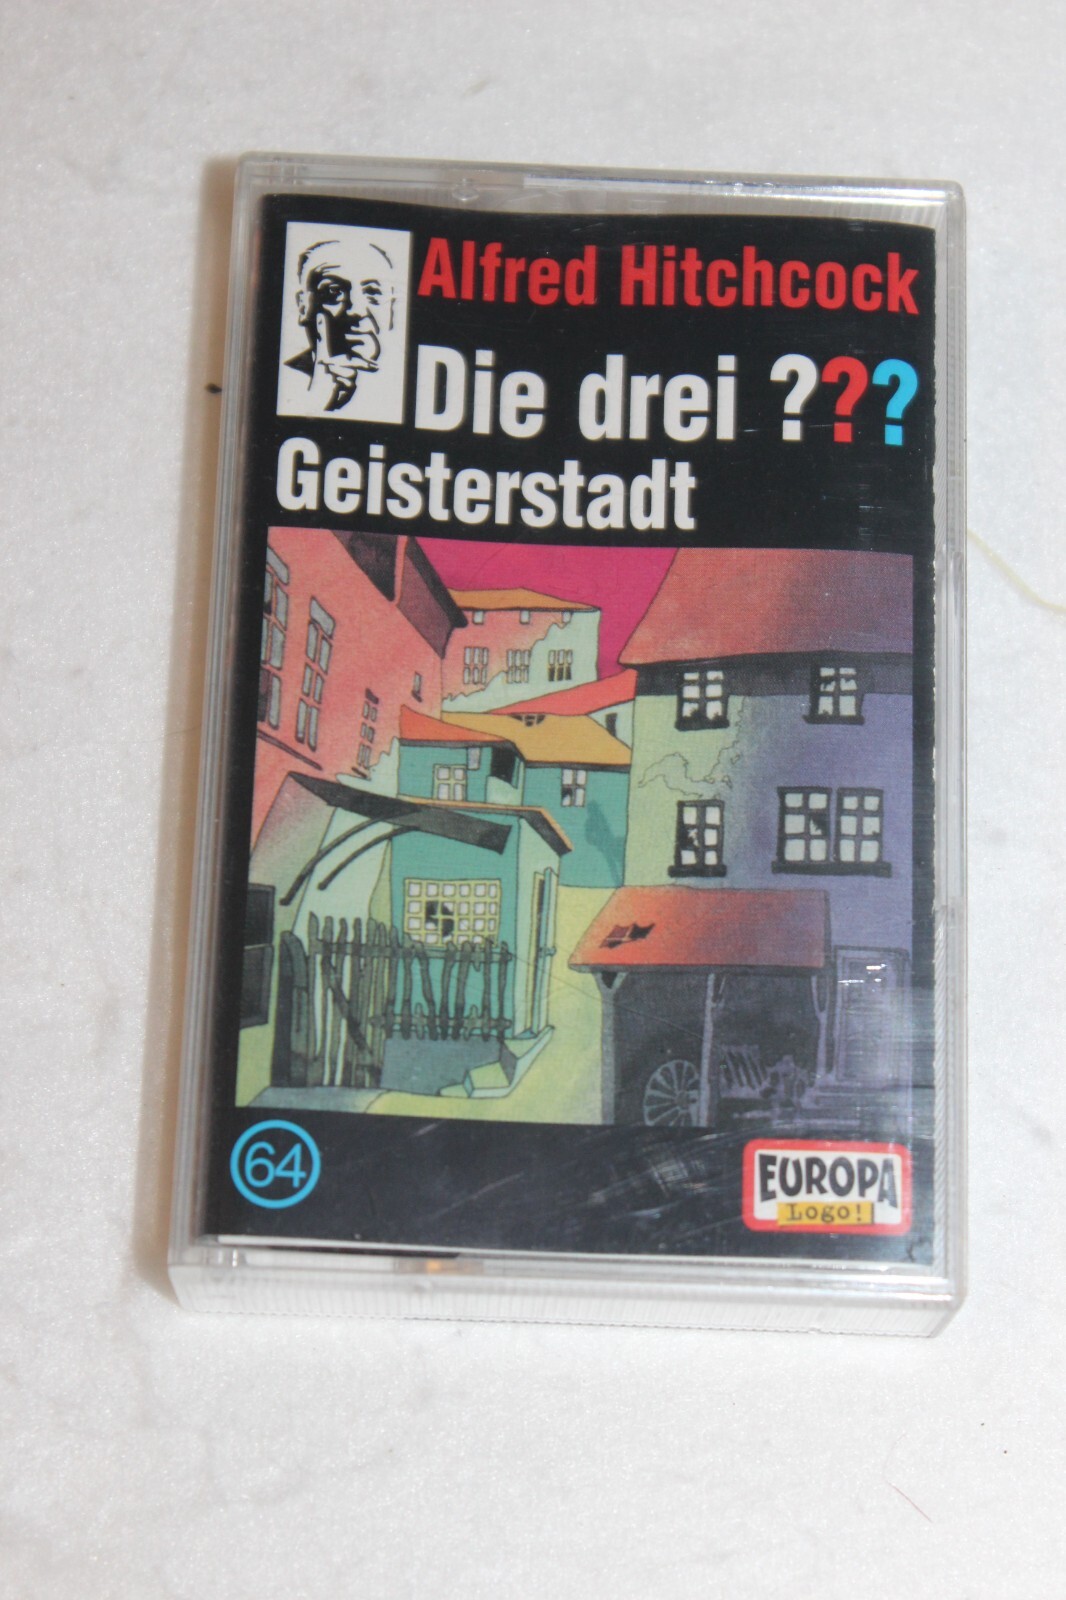 Alfred Hitchcock
Die drei ???
Geisterstadt
64
EUROPA
Logo!